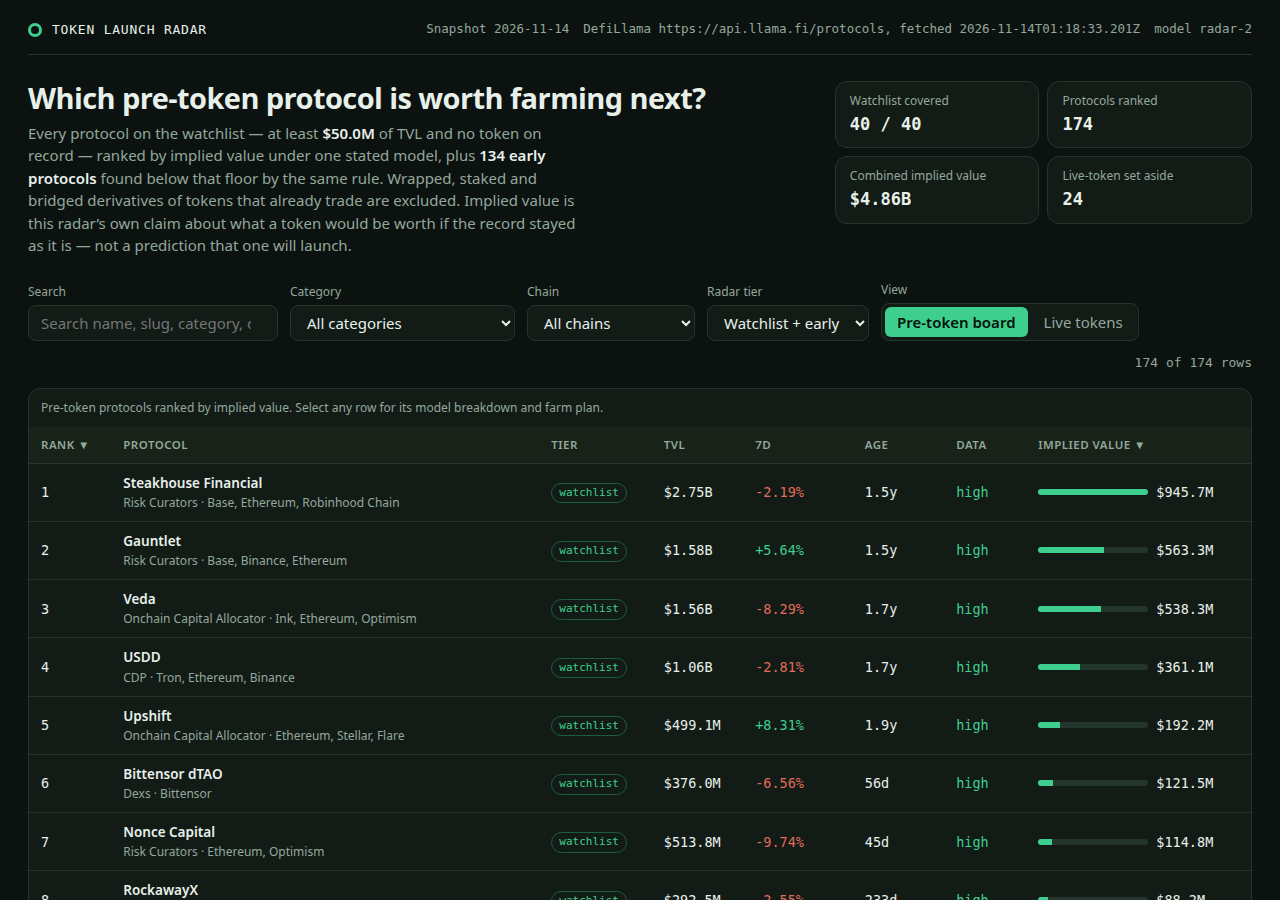 TOKEN LAUNCH RADAR
Snapshot 2026-11-14 DefiLlama https://api.llama.fi/protocols, fetched 2026-11-14T01:18:33.201Z model radar-2
Which pre-token protocol is worth farming next?
Every protocol on the watchlist — at least $50.0M of TVL and no token on
record — ranked by implied value under one stated model, plus 134 early
protocols found below that floor by the same rule. Wrapped, staked and
bridged derivatives of tokens that already trade are excluded. Implied value is
this radar's own claim about what a token would be worth if the record stayed
as it is — not a prediction that one will launch.
Watchlist covered
40 / 40
Protocols ranked
174
Combined implied value
$4.86B
Live-token set aside
24
Search
Search name, slug, category, c
Category
All categories
Chain
All chains
Radar tier
Watchlist + early
View
Pre-token board Live tokens
174 of 174 rows
Pre-token protocols ranked by implied value. Select any row for its model breakdown and farm plan.
RANK ▼ PROTOCOL TIER TVL 7D AGE DATA IMPLIED VALUE ▼
1 Steakhouse Financial watchlist $2.75B -2.19% 1.5y high $945.7M
Risk Curators · Base, Ethereum, Robinhood Chain
2 Gauntlet watchlist $1.58B +5.64% 1.5y high $563.3M
Risk Curators · Base, Binance, Ethereum
3 Veda watchlist $1.56B -8.29% 1.7y high $538.3M
Onchain Capital Allocator · Ink, Ethereum, Optimism
4 USDD watchlist $1.06B -2.81% 1.7y high $361.1M
CDP · Tron, Ethereum, Binance
5 Upshift watchlist $499.1M +8.31% 1.9y high $192.2M
Onchain Capital Allocator · Ethereum, Stellar, Flare
6 Bittensor dTAO watchlist $376.0M -6.56% 56d high $121.5M
Dexs · Bittensor
7 Nonce Capital watchlist $513.8M -9.74% 45d high $114.8M
Risk Curators · Ethereum, Optimism
RockawayX